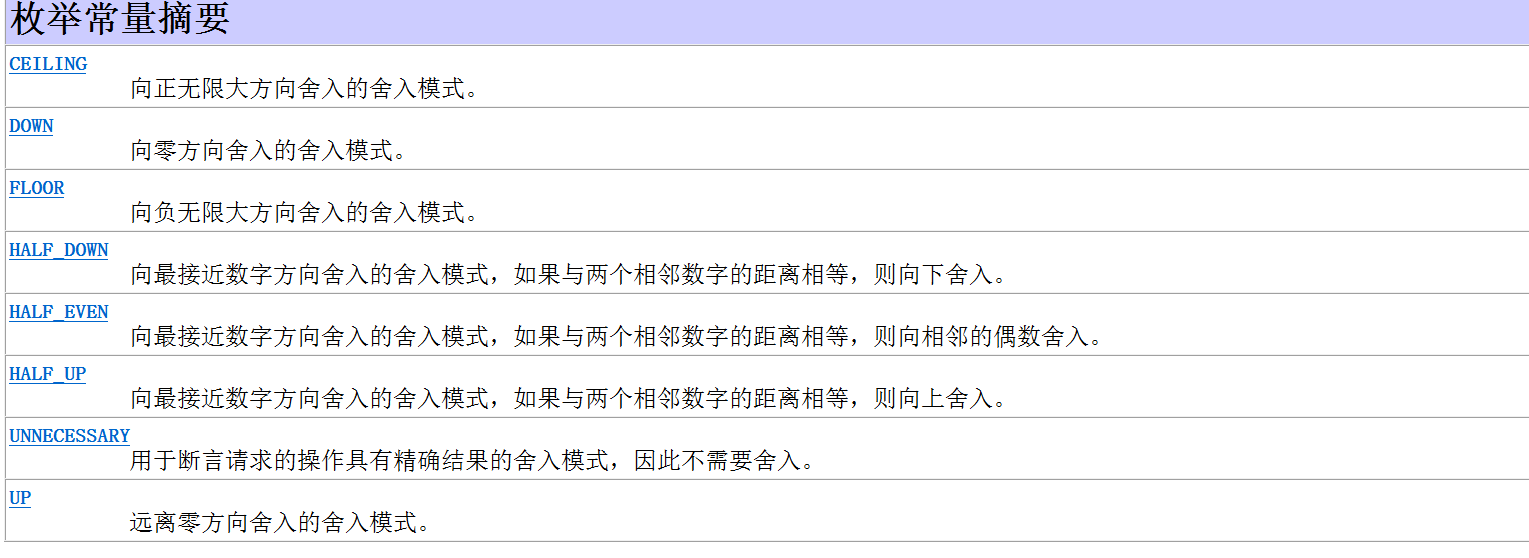 枚举常量摘要
CEILING
向正无限大方向舍入的舍入模式。
DOWN
向零方向舍入的舍入模式。
FLOOR
向负无限大方向舍入的舍入模式。
HALF_DOWN
向最接近数字方向舍入的舍入模式，如果与两个相邻数字的距离相等，则向下舍入。
HALF_EVEN
向最接近数字方向舍入的舍入模式，如果与两个相邻数字的距离相等，则向相邻的偶数舍入。
HALF_UP
向最接近数字方向舍入的舍入模式，如果与两个相邻数字的距离相等，则向上舍入。
UNNECESSARY
用于断言请求的操作具有精确结果的舍入模式，因此不需要舍入。
UP
远离零方向舍入的舍入模式。